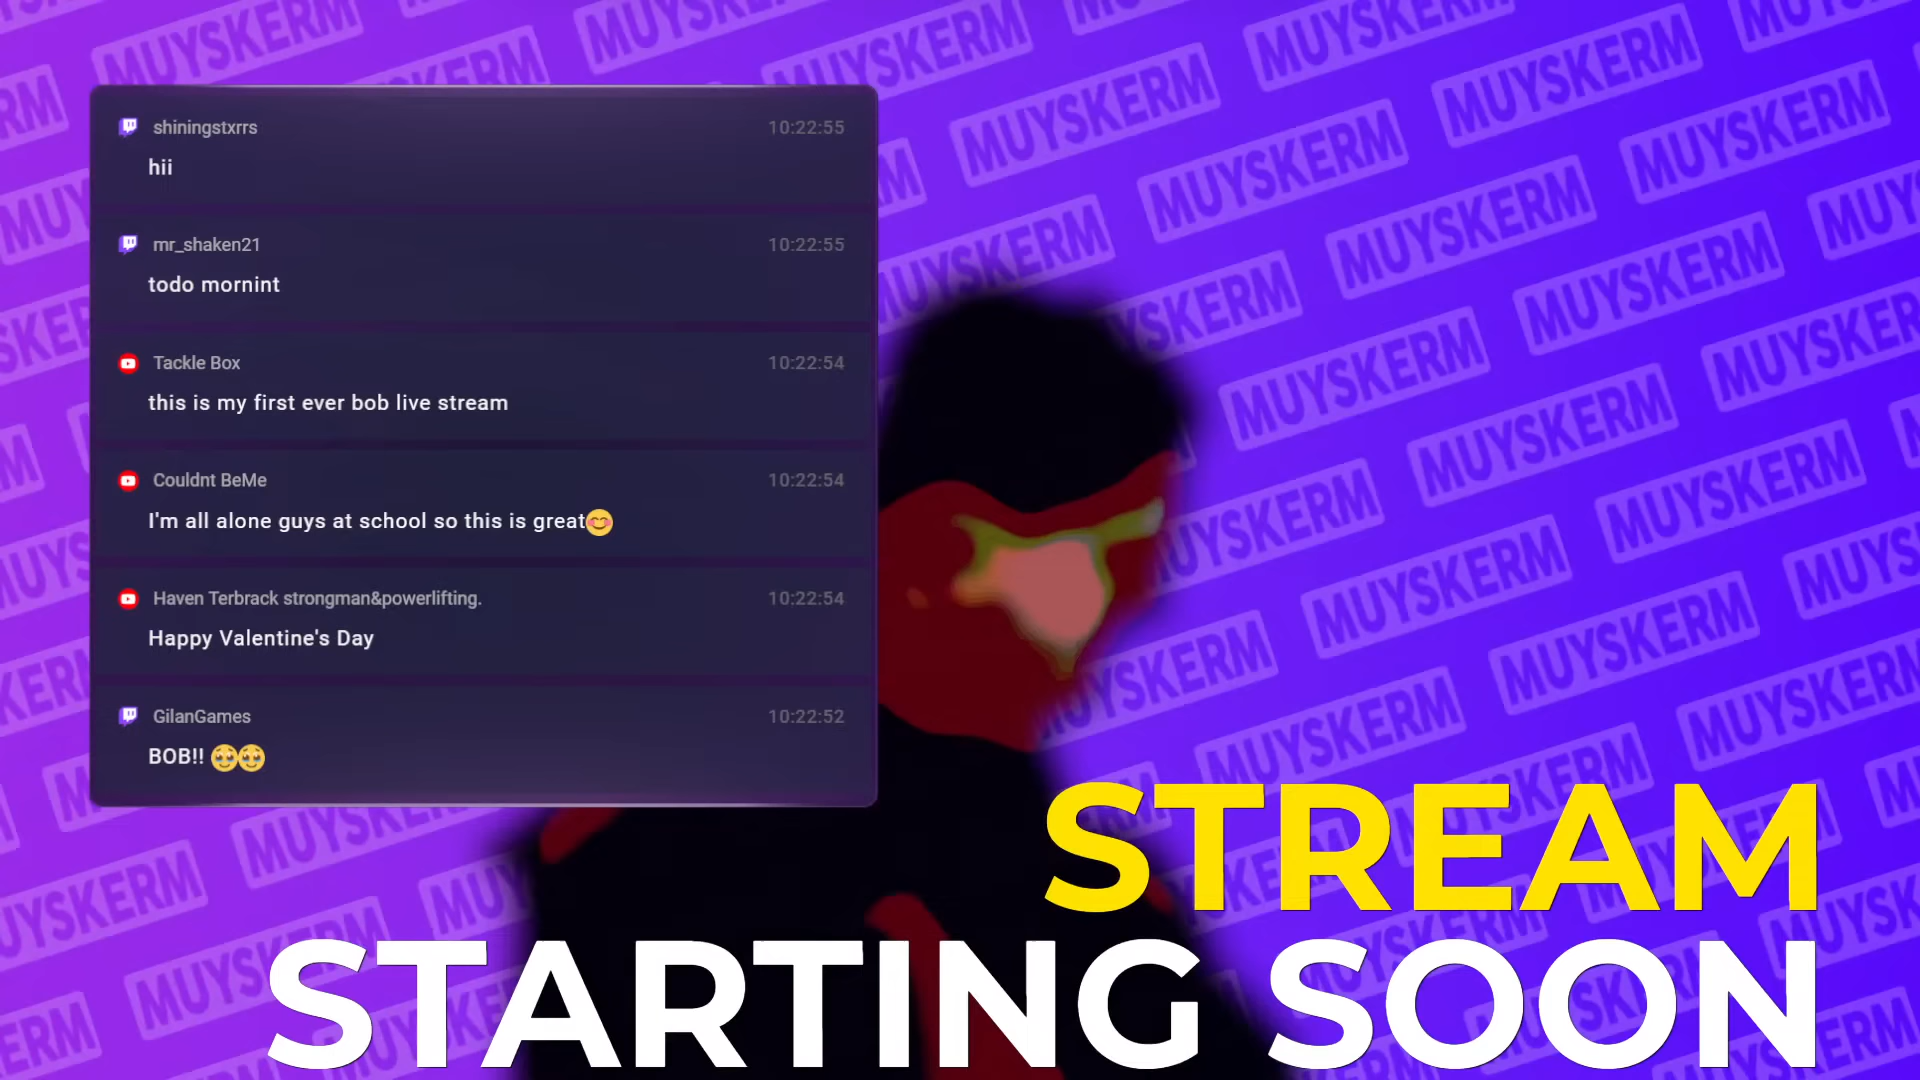 shiningstxrrs 10:22:55
hii
mr_shaken21 10:22:55
todo mornint
Tackle Box 10:22:54
this is my first ever bob live stream
Couldnt BeMe 10:22:54
I'm all alone guys at school so this is great😊
Haven Terbrack strongman&powerlifting. 10:22:54
Happy Valentine's Day
GilanGames 10:22:52
BOB!! 🥹🥹
STREAM
STARTING SOON
MUYSKERM